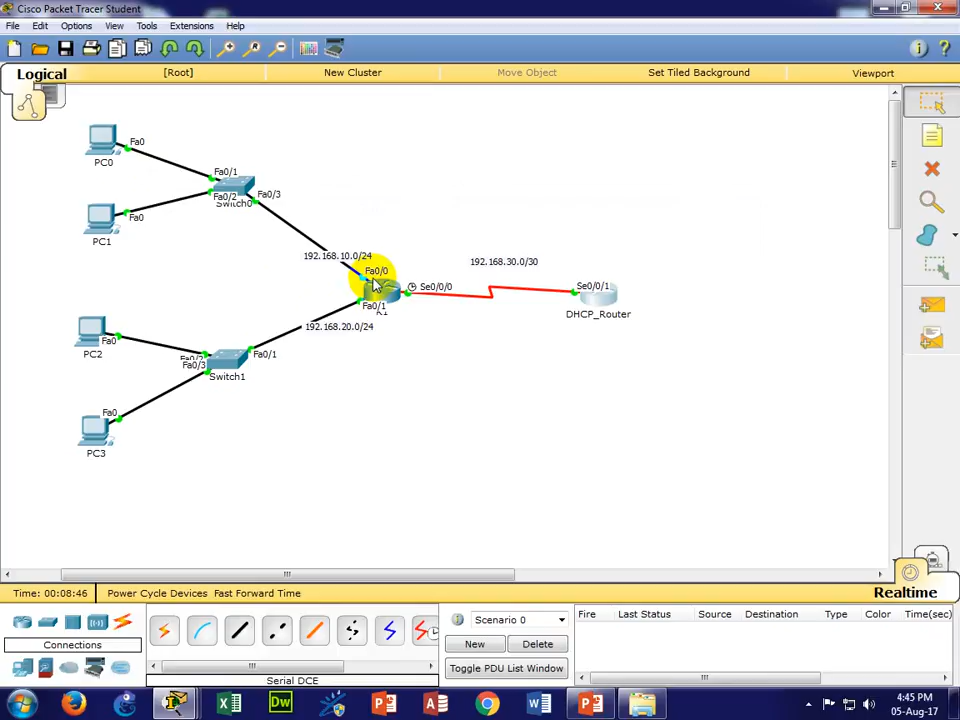 Cisco Packet Tracer Student
File Edit Options View Tools Extensions Help
Logical [Root] New Cluster Move Object Set Tiled Background Viewport
Fa0
PC0
Fa0/1
Fa0/3
Fa0/2
Switch0
Fa0
PC1
192.168.10.0/24
192.168.30.0/30
Fa0/0
Se0/0/0
Se0/0/1
Fa0/1
DHCP_Router
192.168.20.0/24
Fa0
PC2
Fa0/1
Fa0/2
Fa0/3
Switch1
Fa0
PC3
Time: 00:08:46 Power Cycle Devices Fast Forward Time Realtime
Connections
Serial DCE
Scenario 0
New Delete
Toggle PDU List Window
Fire Last Status Source Destination Type Color Time(sec)
4:45 PM
05-Aug-17